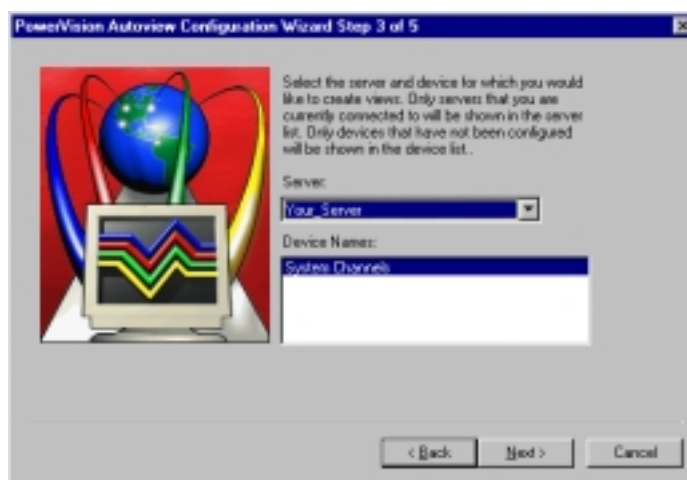 PowerVision Autoview Configuration Wizard Step 3 of 5
Select the server and device for which you would
like to create views. Only servers that you are
currently connected to will be shown in the server
list. Only devices that have not been configured
will be shown in the device list..
Server:
Your_Server
Device Names:
System Channels
< Back
Next >
Cancel